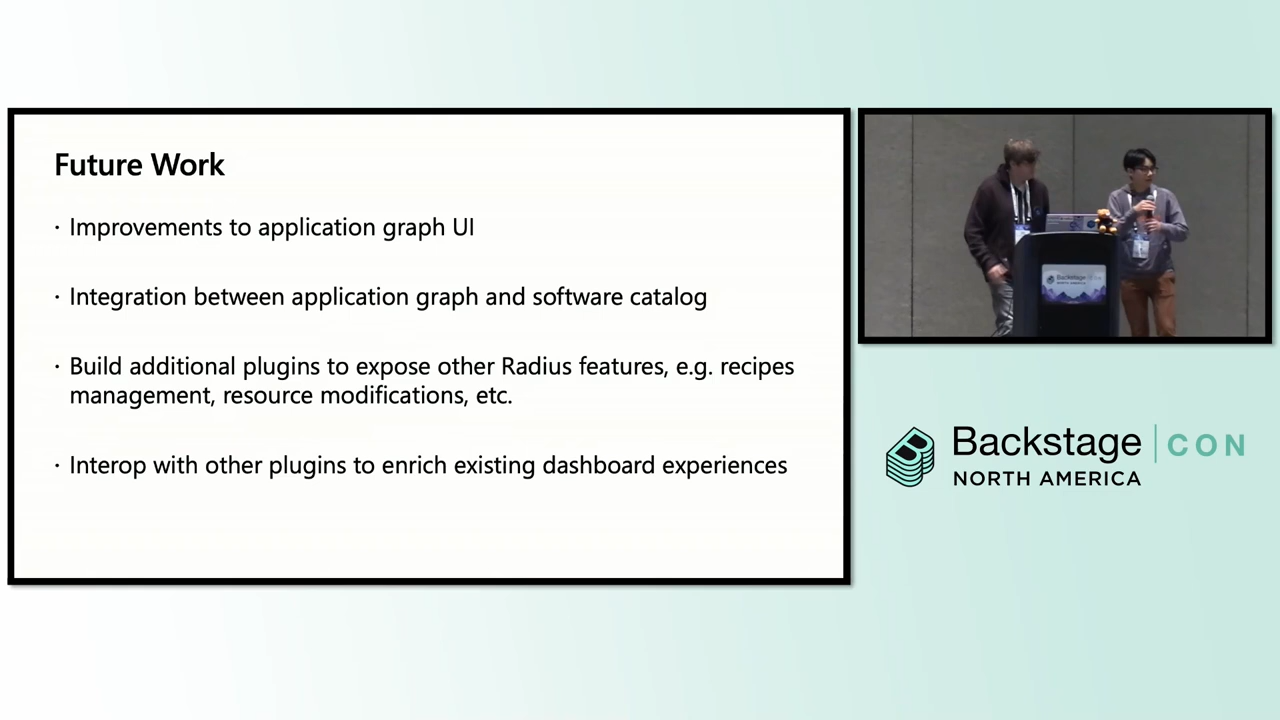 Future Work
· Improvements to application graph UI
· Integration between application graph and software catalog
· Build additional plugins to expose other Radius features, e.g. recipes
management, resource modifications, etc.
· Interop with other plugins to enrich existing dashboard experiences
Backstage
Backstage | CON
NORTH AMERICA